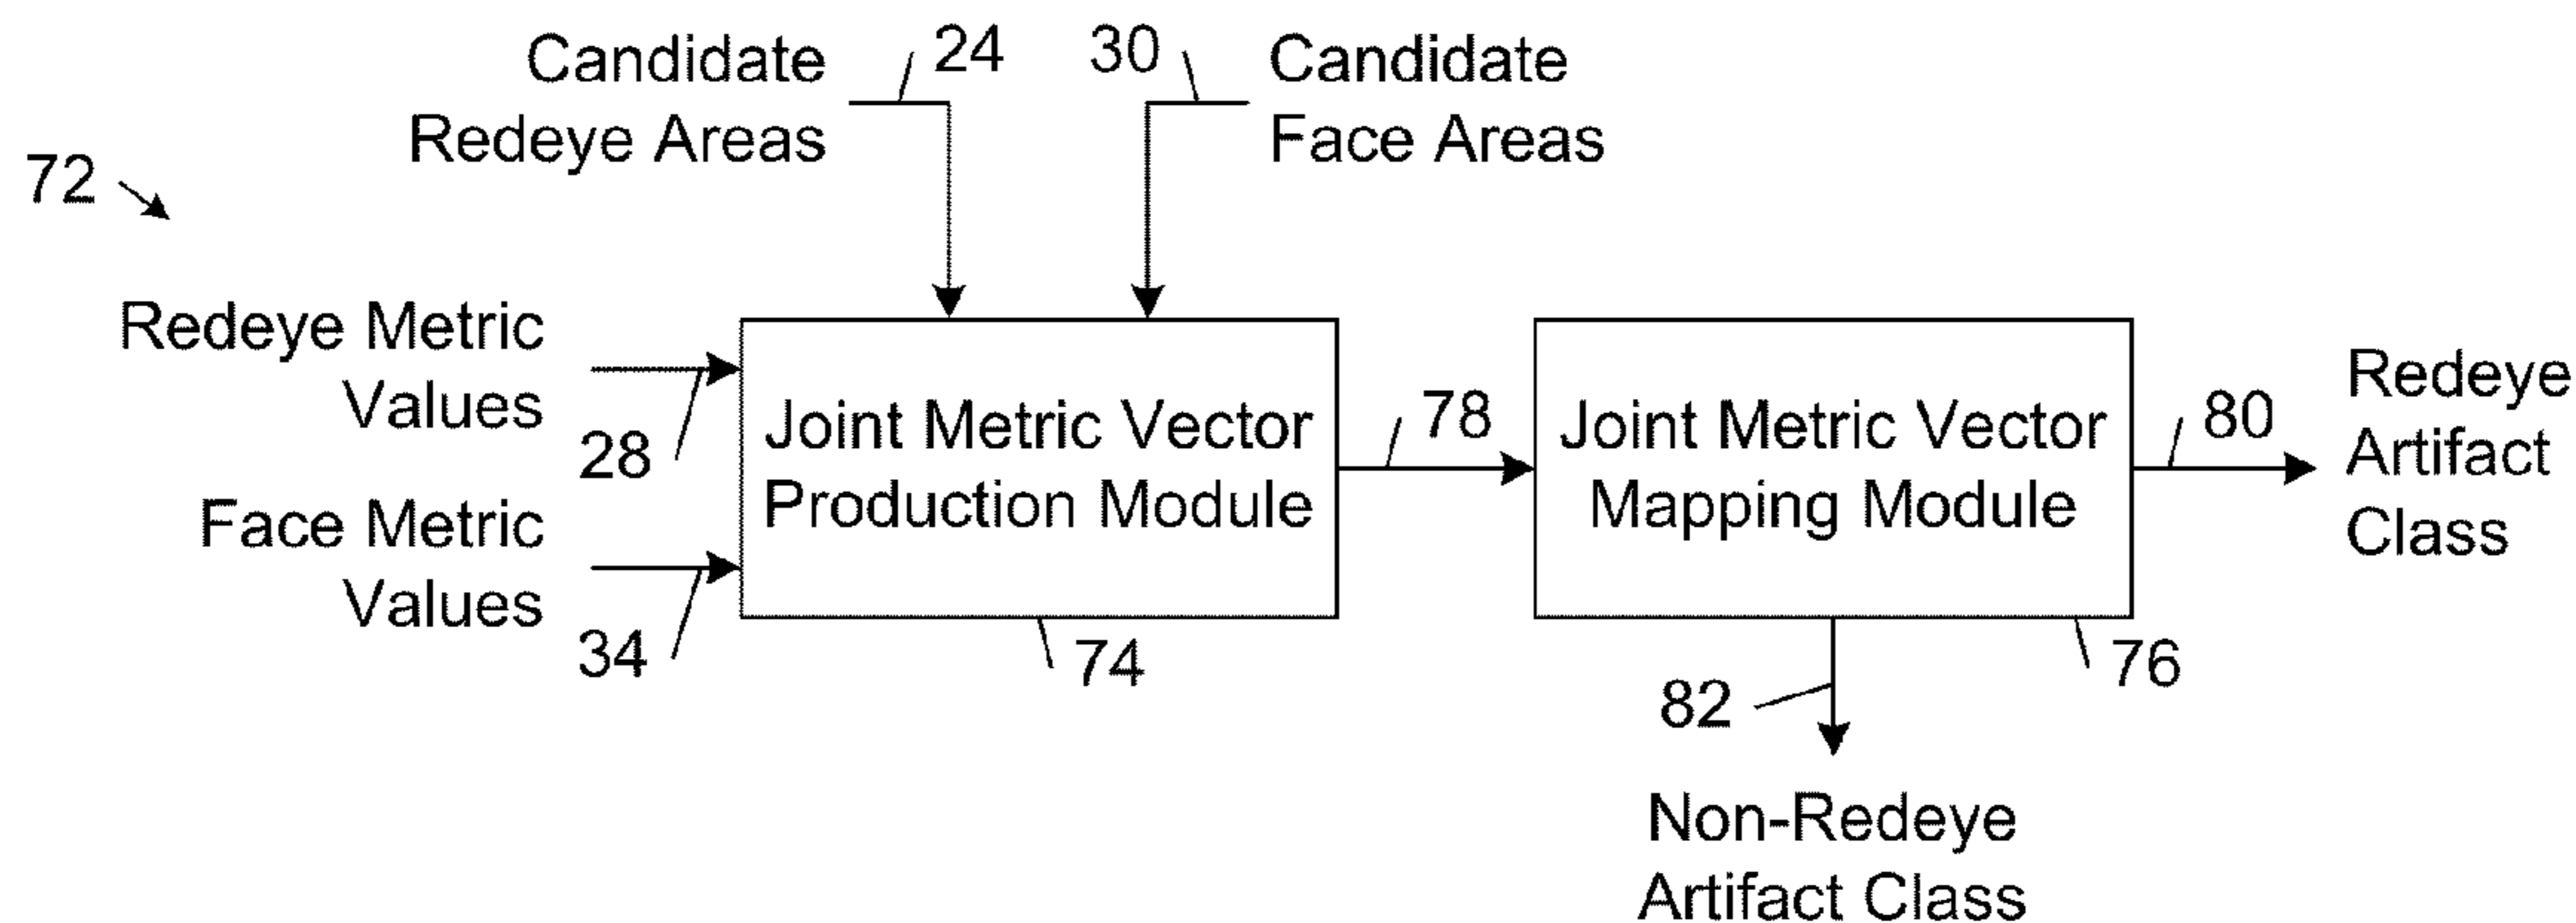 Candidate
Redeye Areas
24
30
Candidate
Face Areas
72
Redeye Metric
Values
28
Face Metric
Values
34
Joint Metric Vector
Production Module
74
78
Joint Metric Vector
Mapping Module
76
80
Redeye
Artifact
Class
82
Non-Redeye
Artifact Class